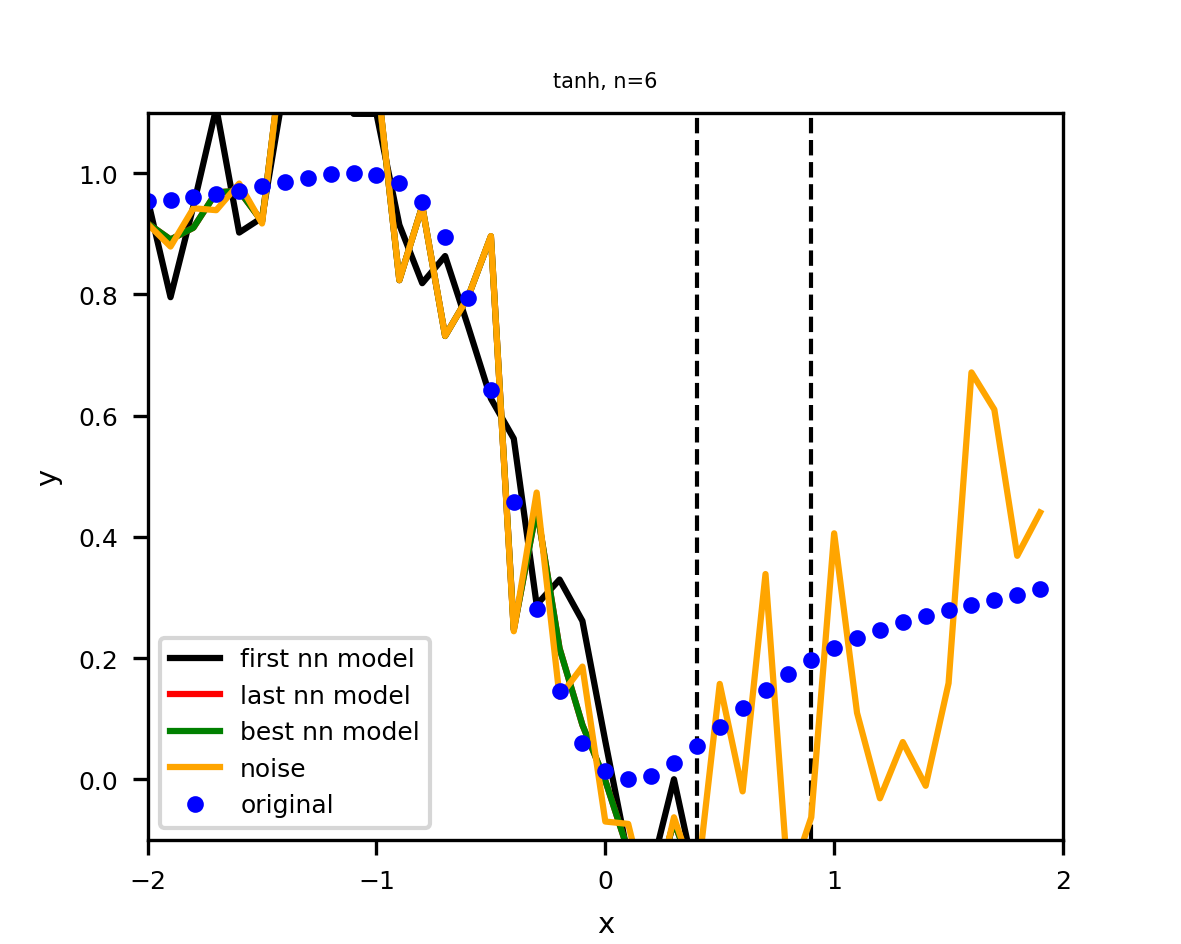 tanh, n=6
1.0
0.8
0.6
0.4
0.2
0.0
y
first nn model
last nn model
best nn model
noise
original
−2
−1
0
1
2
x